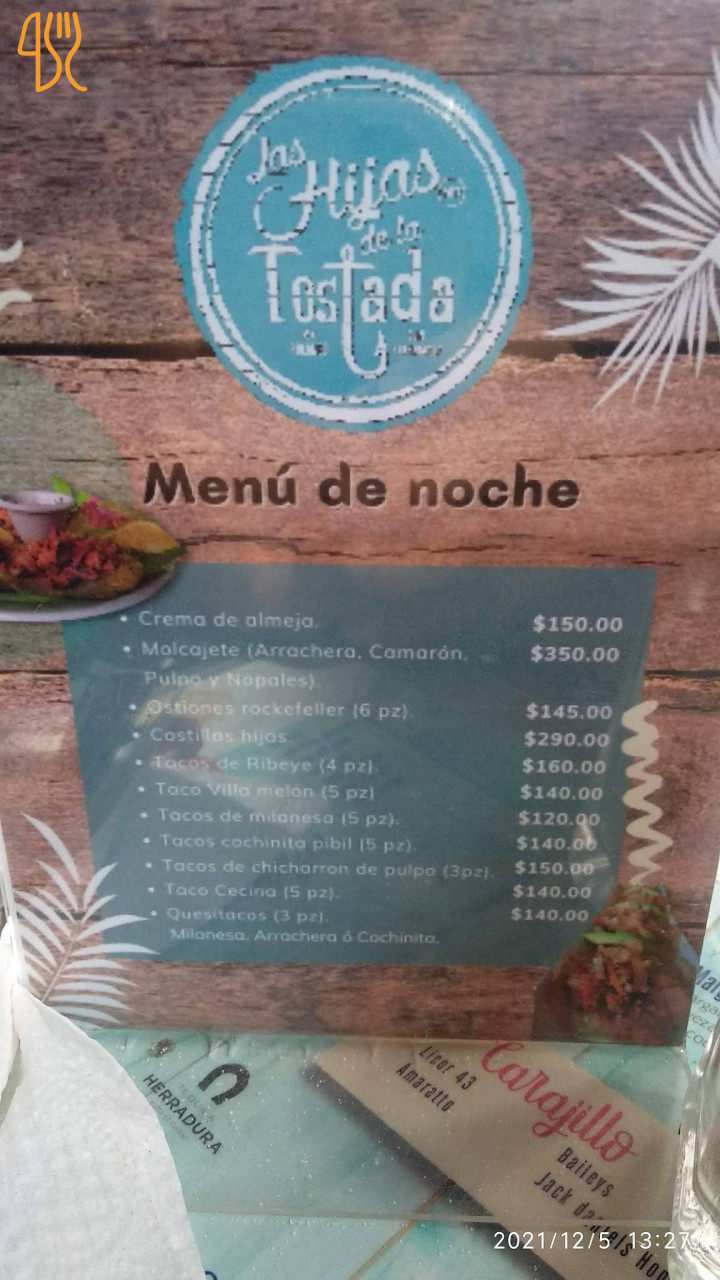 Las
Hijas
de la
Tostada
Menú de noche
• Crema de almeja. $150.00
• Molcajete (Arrachera, Camarón, $350.00
Pulpo y Nopales).
• Ostiones rockefeller (6 pz). $145.00
• Costillas hijas. $290.00
• Tacos de Ribeye (4 pz). $160.00
• Taco Villa melón (5 pz) $140.00
• Tacos de milanesa (5 pz). $120.00
• Tacos cochinita pibil (5 pz). $140.00
• Tacos de chicharron de pulpo (3pz). $150.00
• Taco Cecina (5 pz). $140.00
• Quesitacos (3 pz). $140.00
Milanesa, Arrachera ó Cochinita.
TEQUILA
HERRADURA
Licor 43
Amaratto
Carajillo
Baileys
Jack
2021/12/5 13:27